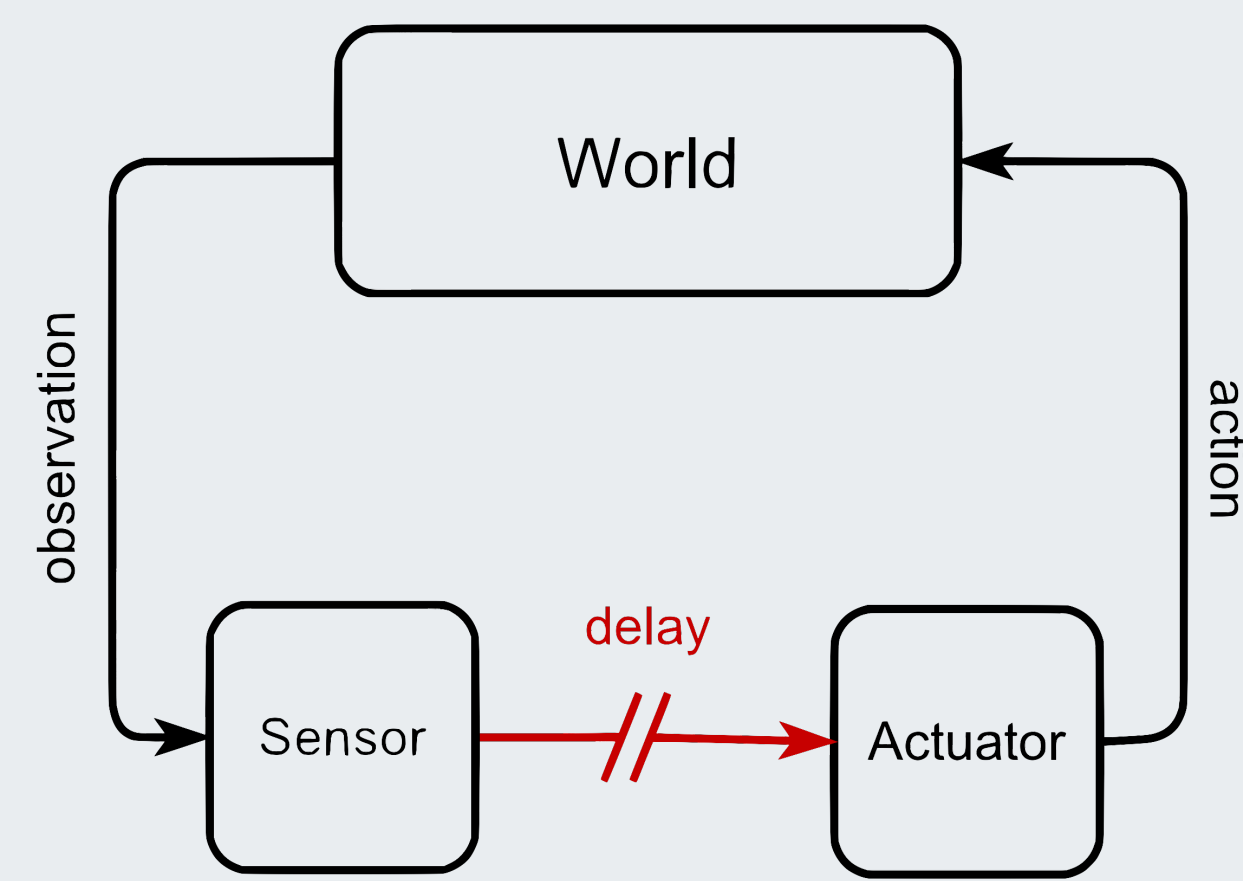 World
observation
action
delay
Sensor
Actuator